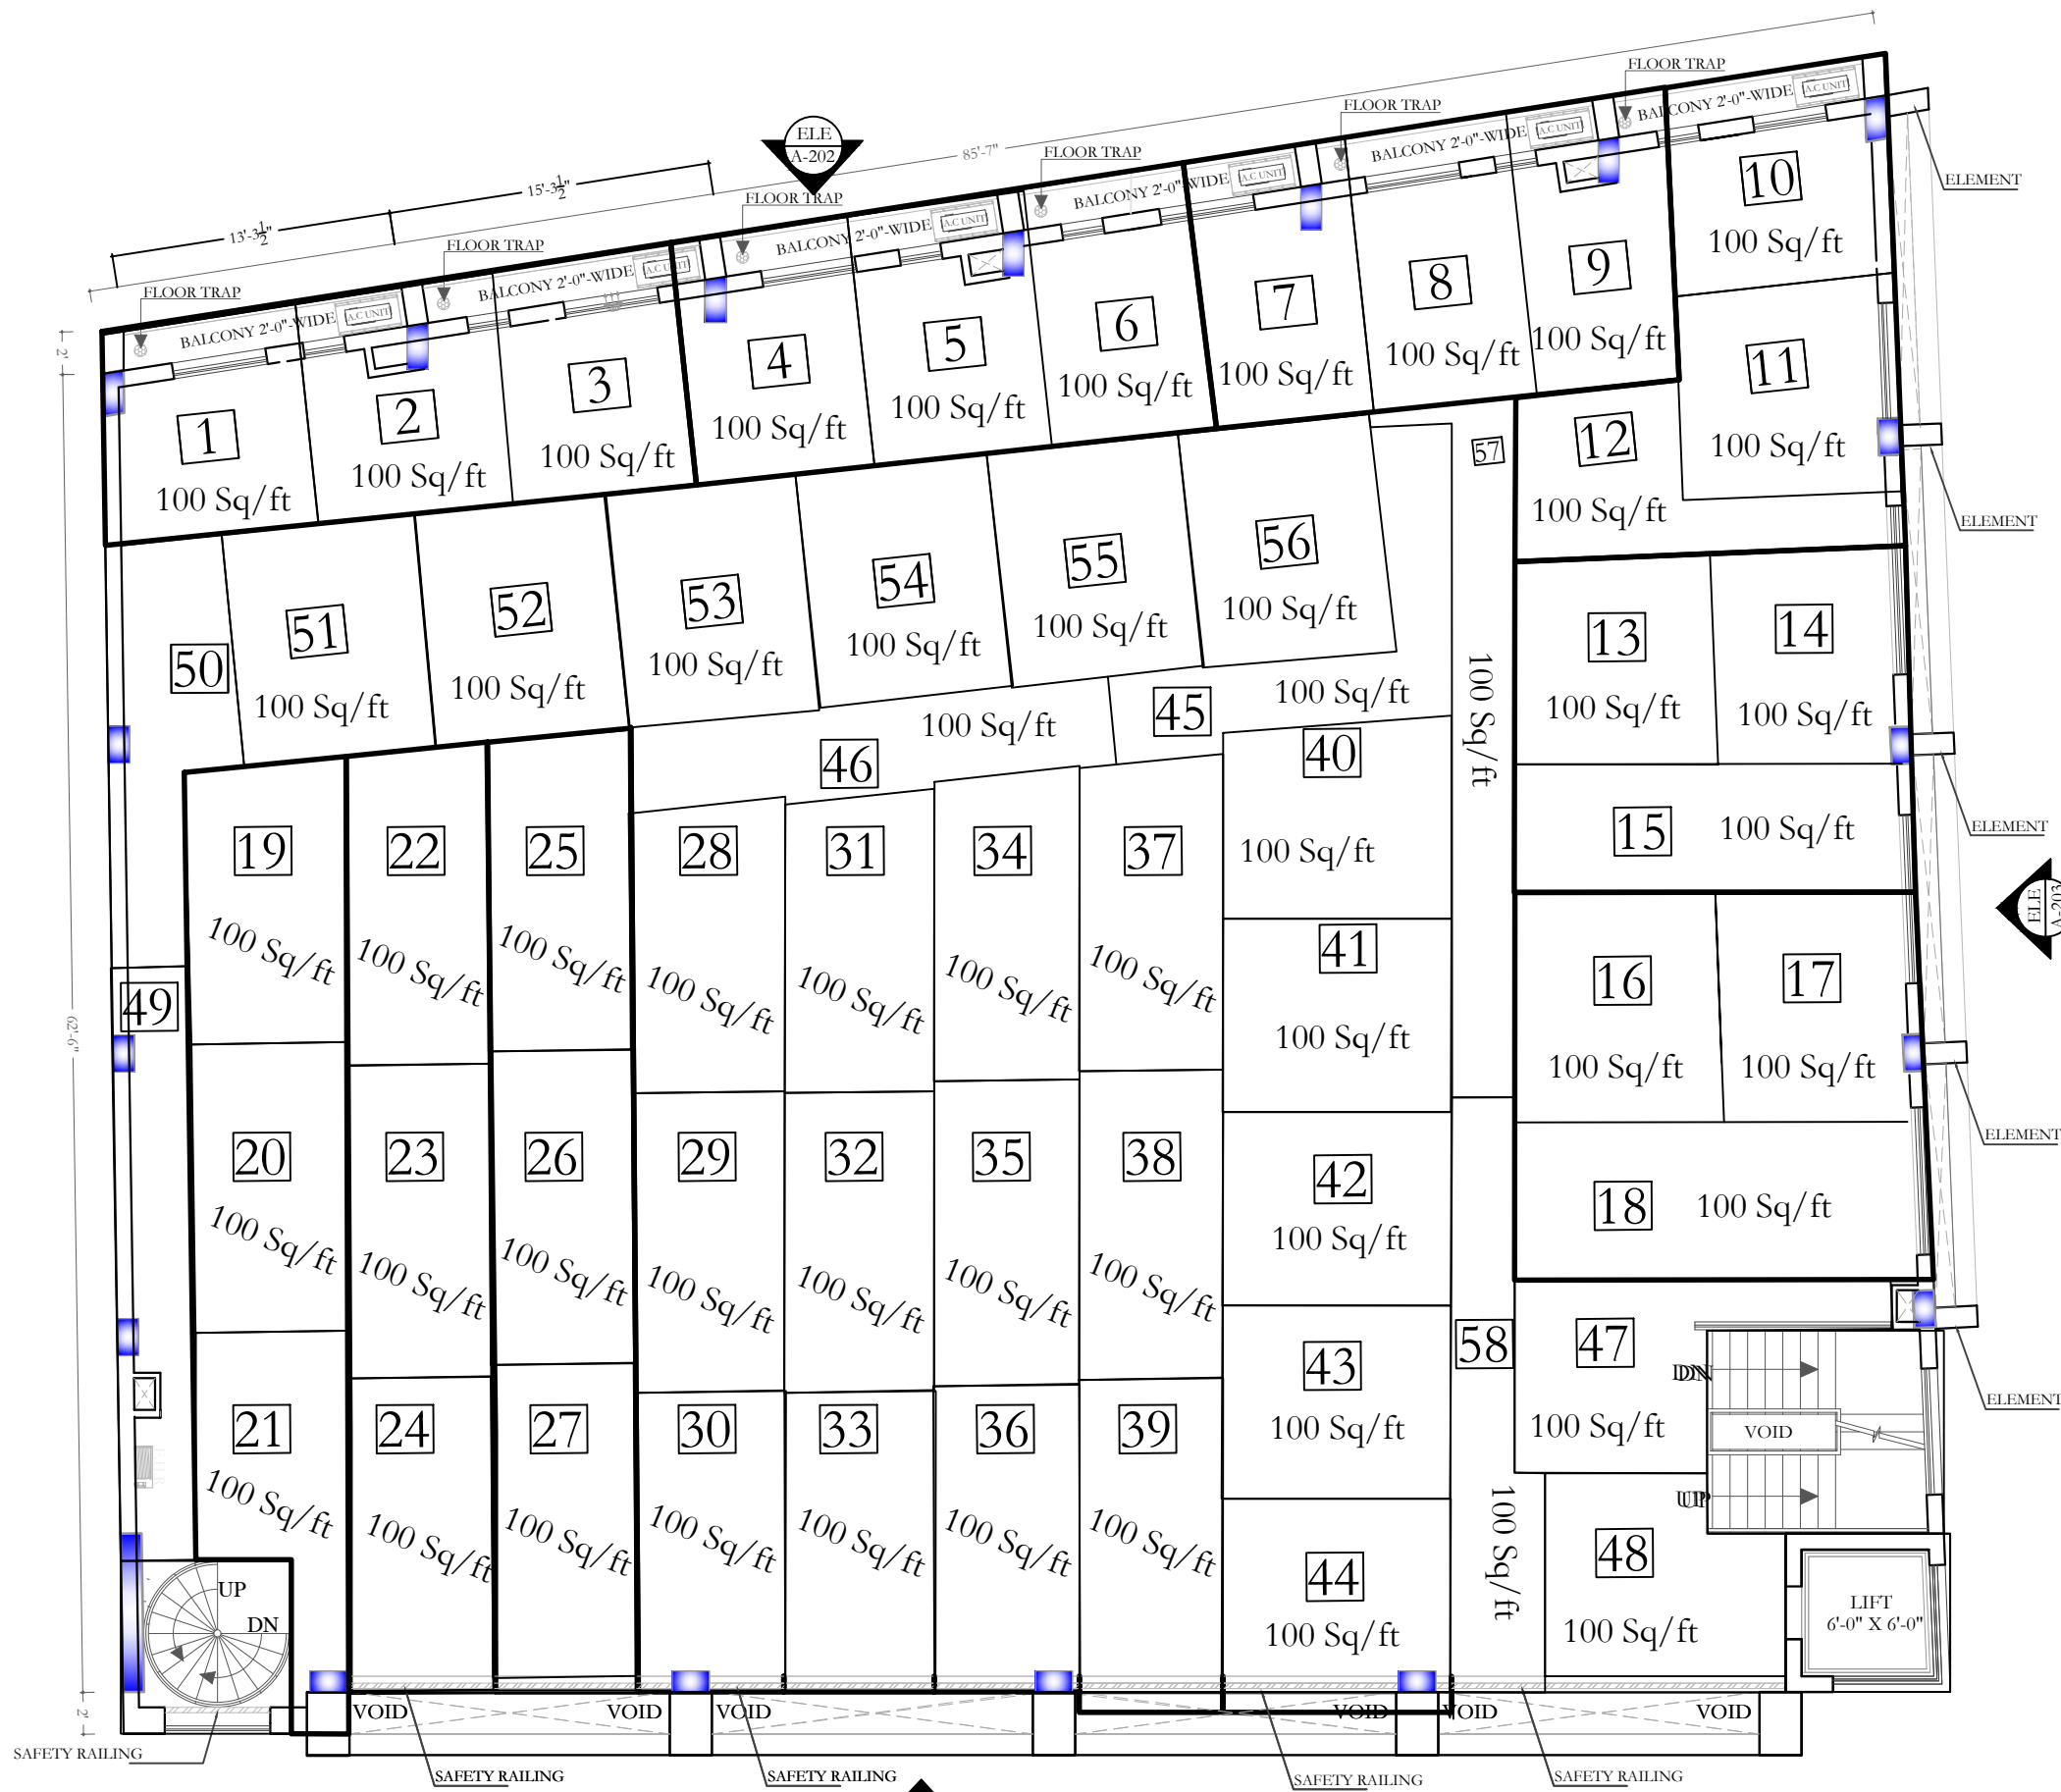 FLOOR TRAP
BALCONY 2'-0"-WIDE
A.C UNIT
FLOOR TRAP
BALCONY 2'-0"-WIDE
A.C UNIT
FLOOR TRAP
BALCONY 2'-0"-WIDE
A.C UNIT
FLOOR TRAP
BALCONY 2'-0"-WIDE
A.C UNIT
FLOOR TRAP
BALCONY 2'-0"-WIDE
A.C UNIT
FLOOR TRAP
BALCONY 2'-0"-WIDE
A.C UNIT
ELE
A-202
85'-7"
15'-3 1/2"
13'-3 1/2"
2'
62'-6"
2'
1
100 Sq/ft
2
100 Sq/ft
3
100 Sq/ft
4
100 Sq/ft
5
100 Sq/ft
6
100 Sq/ft
7
100 Sq/ft
8
100 Sq/ft
9
100 Sq/ft
10
100 Sq/ft
11
100 Sq/ft
12
100 Sq/ft
57
100 Sq/ft
50
51
100 Sq/ft
52
100 Sq/ft
53
100 Sq/ft
54
100 Sq/ft
55
100 Sq/ft
56
100 Sq/ft
13
100 Sq/ft
14
100 Sq/ft
45
100 Sq/ft
46
100 Sq/ft
15
100 Sq/ft
ELEMENT
ELEMENT
ELEMENT
ELEMENT
ELEMENT
ELE
A-203
49
19
100 Sq/ft
22
100 Sq/ft
25
100 Sq/ft
28
100 Sq/ft
31
100 Sq/ft
34
100 Sq/ft
37
100 Sq/ft
40
100 Sq/ft
41
100 Sq/ft
16
100 Sq/ft
17
100 Sq/ft
20
100 Sq/ft
23
100 Sq/ft
26
100 Sq/ft
29
100 Sq/ft
32
100 Sq/ft
35
100 Sq/ft
38
100 Sq/ft
42
100 Sq/ft
18
100 Sq/ft
43
100 Sq/ft
58
100 Sq/ft
47
100 Sq/ft
DN
VOID
UP
21
100 Sq/ft
24
100 Sq/ft
27
100 Sq/ft
30
100 Sq/ft
33
100 Sq/ft
36
100 Sq/ft
39
100 Sq/ft
44
100 Sq/ft
48
100 Sq/ft
LIFT
6'-0" X 6'-0"
UP
DN
VOID
VOID
VOID
VOID
VOID
VOID
SAFETY RAILING
SAFETY RAILING
SAFETY RAILING
SAFETY RAILING
SAFETY RAILING